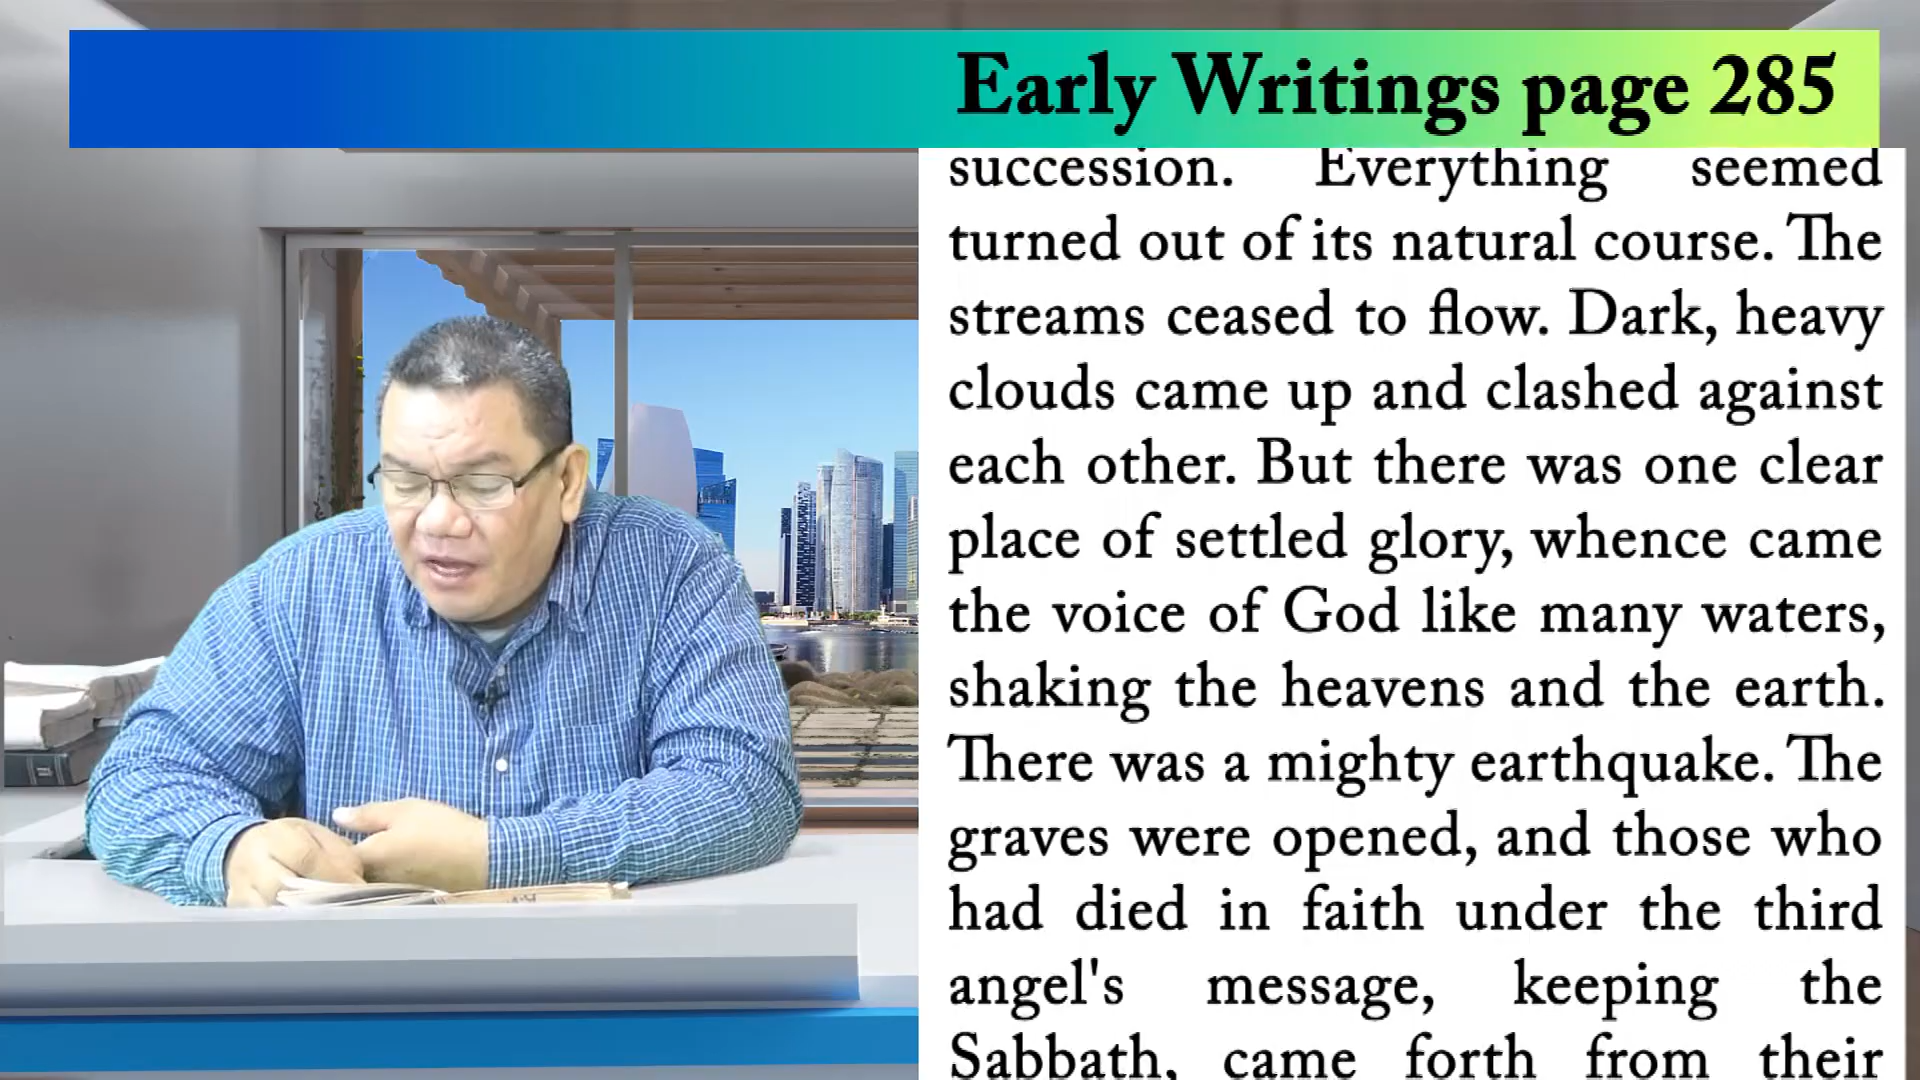 Early Writings page 285
succession. Everything seemed
turned out of its natural course. The
streams ceased to flow. Dark, heavy
clouds came up and clashed against
each other. But there was one clear
place of settled glory, whence came
the voice of God like many waters,
shaking the heavens and the earth.
There was a mighty earthquake. The
graves were opened, and those who
had died in faith under the third
angel's message, keeping the
Sabbath, came forth from their